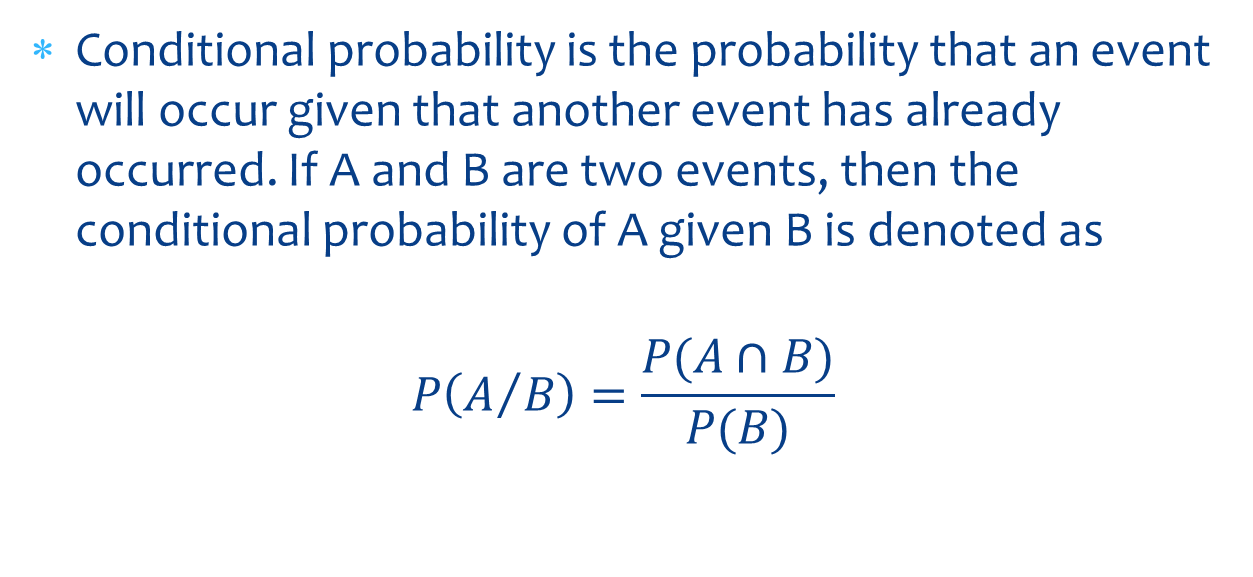 * Conditional probability is the probability that an event
will occur given that another event has already
occurred. If A and B are two events, then the
conditional probability of A given B is denoted as
P(A/B) = P(A ∩ B) / P(B)